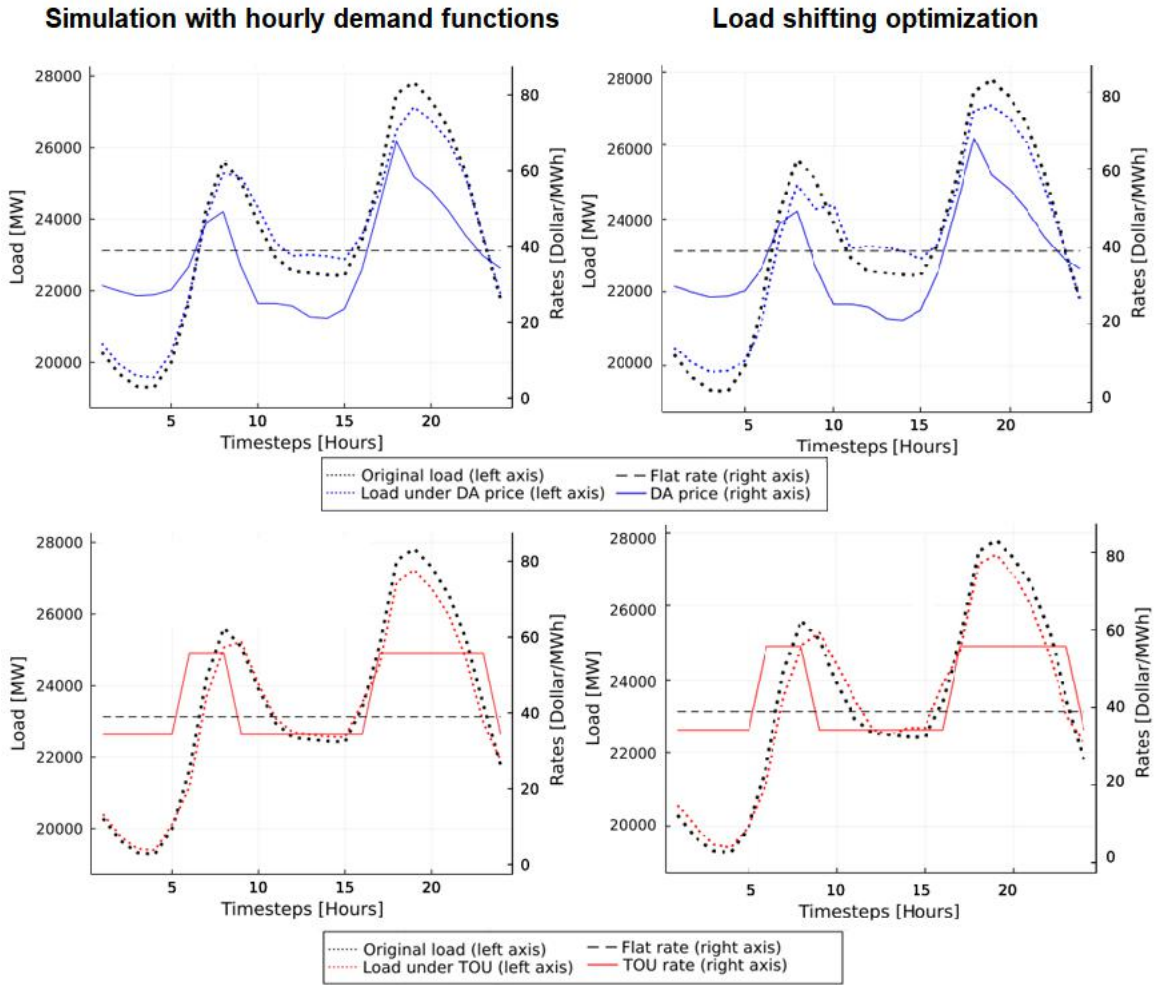 Simulation with hourly demand functions
Load shifting optimization
28000
26000
24000
22000
20000
Load [MW]
80
60
40
20
0
Rates [Dollar/MWh]
5 10 15 20
Timesteps [Hours]
28000
26000
24000
22000
20000
Load [MW]
80
60
40
20
0
Rates [Dollar/MWh]
5 10 15 20
Timesteps [Hours]
Original load (left axis) Flat rate (right axis)
Load under DA price (left axis) DA price (right axis)
28000
26000
24000
22000
20000
Load [MW]
80
60
40
20
0
Rates [Dollar/MWh]
5 10 15 20
Timesteps [Hours]
28000
26000
24000
22000
20000
Load [MW]
80
60
40
20
0
Rates [Dollar/MWh]
5 10 15 20
Timesteps [Hours]
Original load (left axis) Flat rate (right axis)
Load under TOU (left axis) TOU rate (right axis)